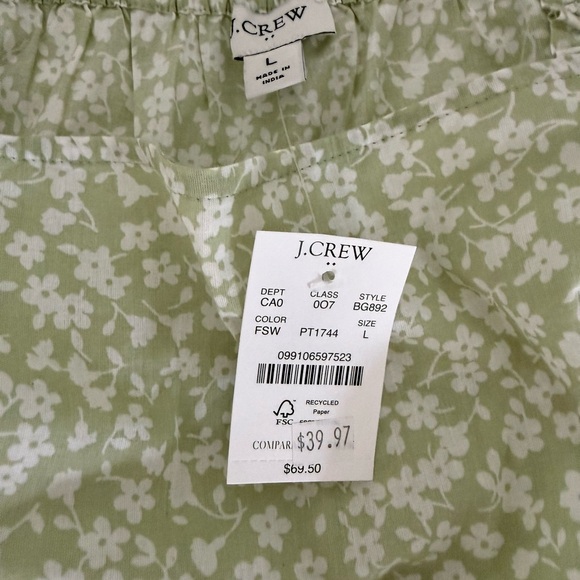 J.CREW
L
MADE IN
INDIA
J.CREW
DEPT CLASS STYLE
CA0 0O7 BG892
COLOR SIZE
FSW PT1744 L
099106597523
RECYCLED
Paper
FSC
COMPAR
$39.97
$69.50